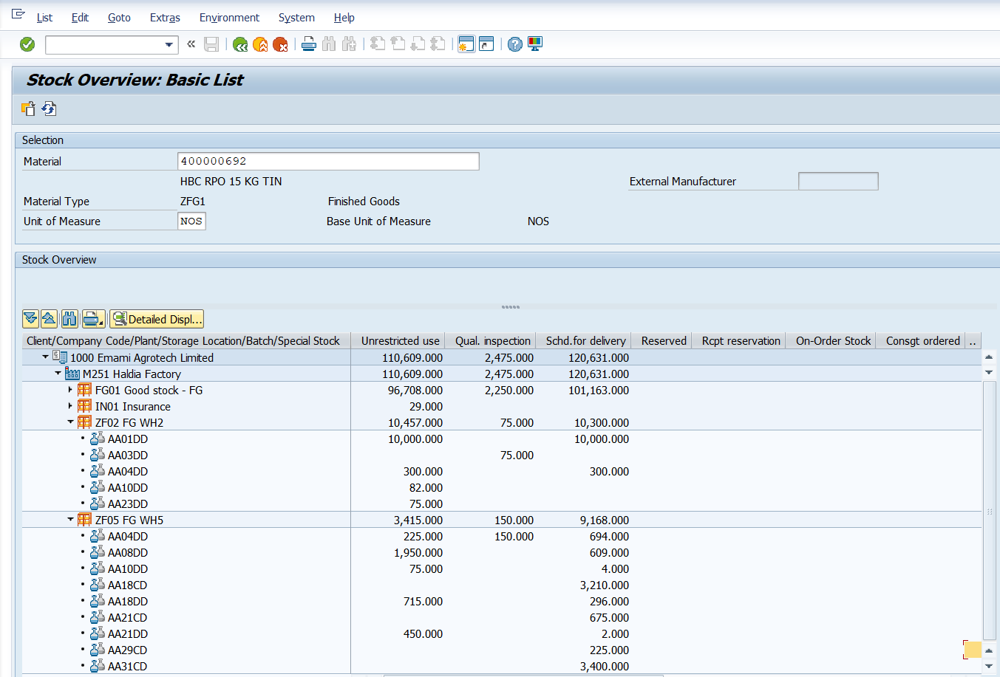 List Edit Goto Extras Environment System Help
«
Stock Overview: Basic List
Selection
Material 400000692
HBC RPO 15 KG TIN External Manufacturer
Material Type ZFG1 Finished Goods
Unit of Measure NOS Base Unit of Measure NOS
Stock Overview
Detailed Displ...
Client/Company Code/Plant/Storage Location/Batch/Special Stock Unrestricted use Qual. inspection Schd.for delivery Reserved Rcpt reservation On-Order Stock Consgt ordered ..
1000 Emami Agrotech Limited 110,609.000 2,475.000 120,631.000
M251 Haldia Factory 110,609.000 2,475.000 120,631.000
FG01 Good stock - FG 96,708.000 2,250.000 101,163.000
IN01 Insurance 29.000
ZF02 FG WH2 10,457.000 75.000 10,300.000
AA01DD 10,000.000 10,000.000
AA03DD 75.000
AA04DD 300.000 300.000
AA10DD 82.000
AA23DD 75.000
ZF05 FG WH5 3,415.000 150.000 9,168.000
AA04DD 225.000 150.000 694.000
AA08DD 1,950.000 609.000
AA10DD 75.000 4.000
AA18CD 3,210.000
AA18DD 715.000 296.000
AA21CD 675.000
AA21DD 450.000 2.000
AA29CD 225.000
AA31CD 3,400.000